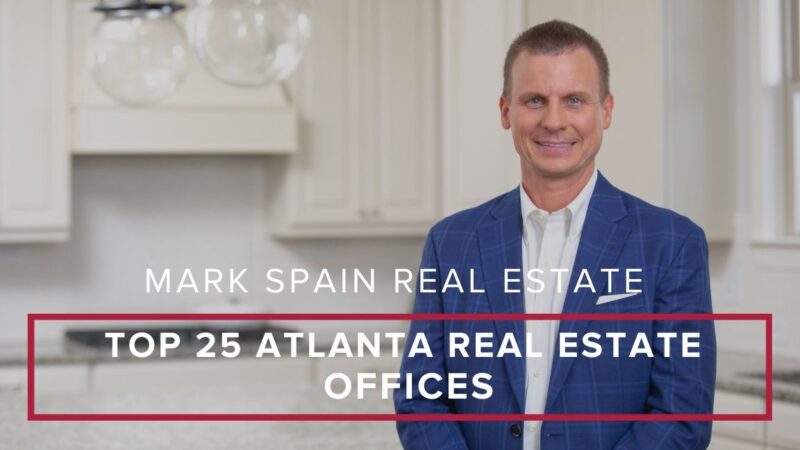 MARK SPAIN REAL ESTATE
TOP 25 ATLANTA REAL ESTATE
OFFICES